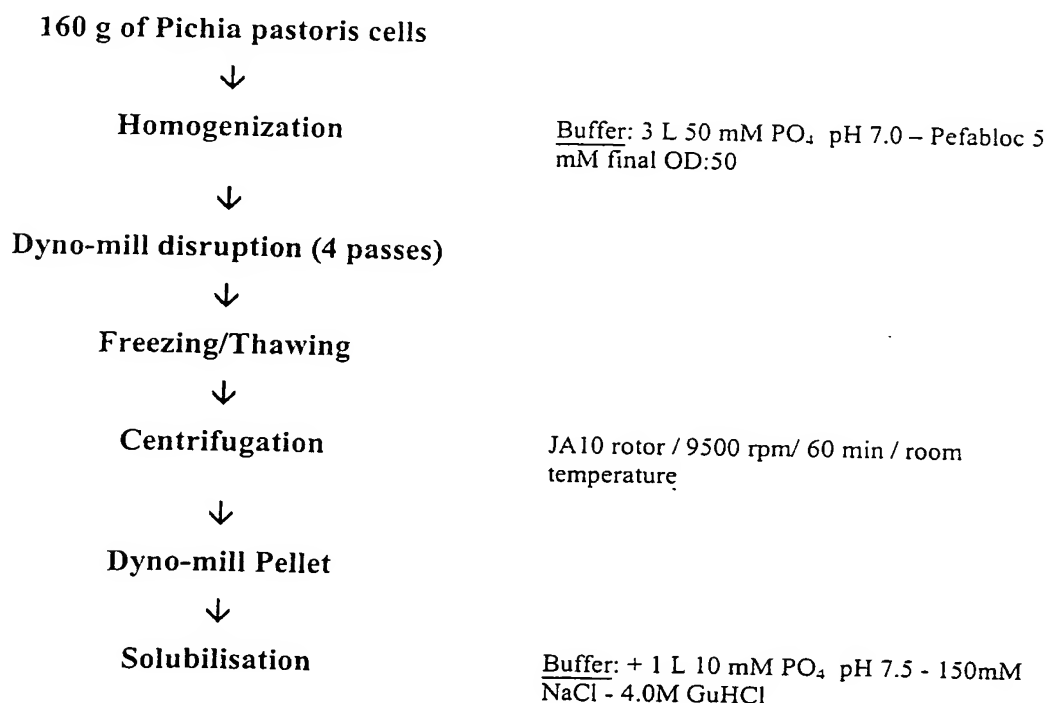 160 g of Pichia pastoris cells
↓
Homogenization
Buffer: 3 L 50 mM PO₄ pH 7.0 – Pefabloc 5
mM final OD:50
↓
Dyno-mill disruption (4 passes)
↓
Freezing/Thawing
↓
Centrifugation
JA10 rotor / 9500 rpm/ 60 min / room
temperature
↓
Dyno-mill Pellet
↓
Solubilisation
Buffer: + 1 L 10 mM PO₄ pH 7.5 - 150mM
NaCl - 4.0M GuHCl